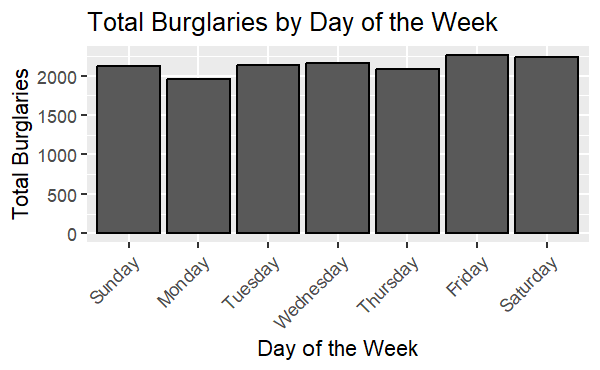 Total Burglaries by Day of the Week
Total Burglaries
2000
1500
1000
500
0
Sunday
Monday
Tuesday
Wednesday
Thursday
Friday
Saturday
Day of the Week